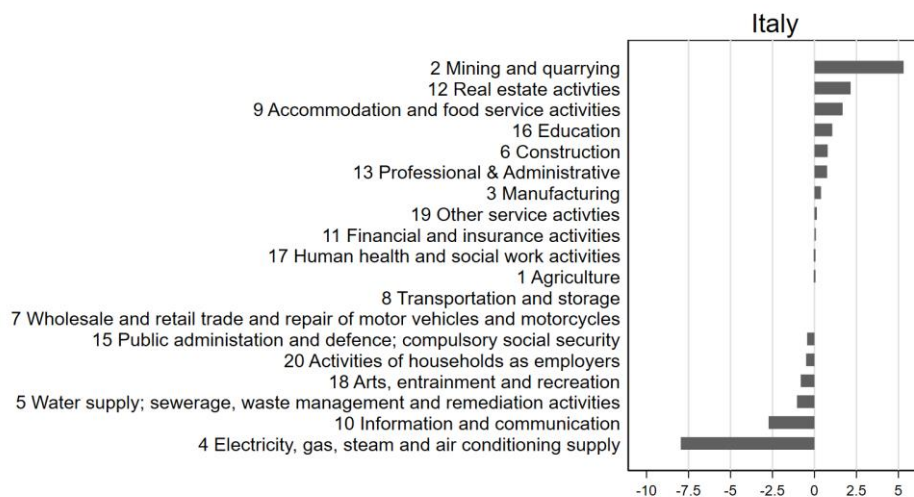 Italy
2 Mining and quarrying
12 Real estate activties
9 Accommodation and food service activities
16 Education
6 Construction
13 Professional & Administrative
3 Manufacturing
19 Other service activties
11 Financial and insurance activities
17 Human health and social work activities
1 Agriculture
8 Transportation and storage
7 Wholesale and retail trade and repair of motor vehicles and motorcycles
15 Public administation and defence; compulsory social security
20 Activities of households as employers
18 Arts, entrainment and recreation
5 Water supply; sewerage, waste management and remediation activities
10 Information and communication
4 Electricity, gas, steam and air conditioning supply
-10 -7.5 -5 -2.5 0 2.5 5